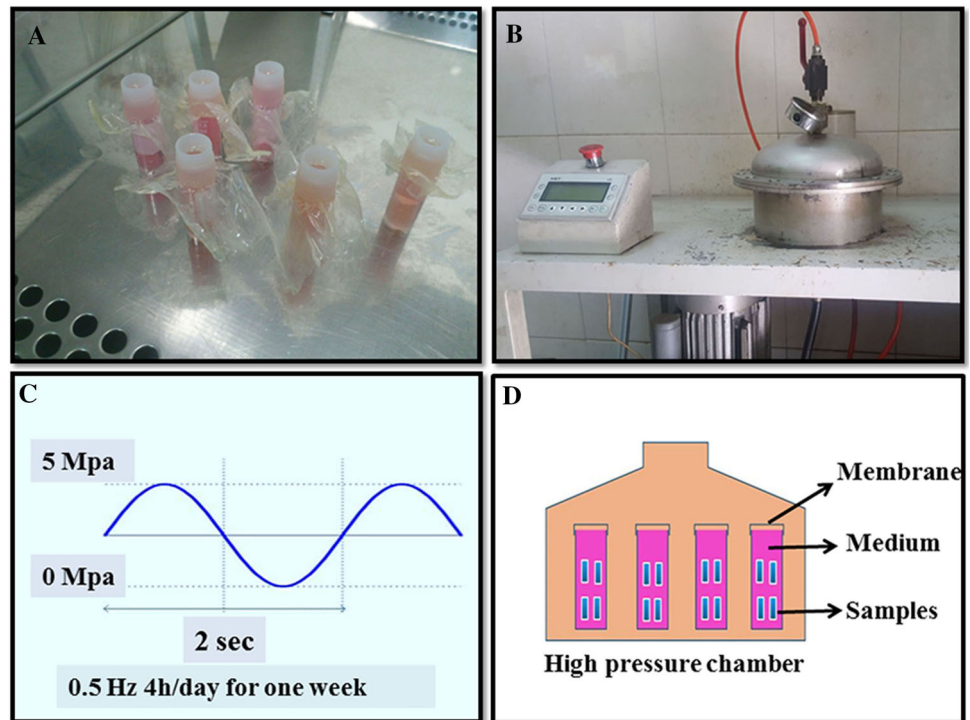 A
B
C
5 Mpa
0 Mpa
2 sec
0.5 Hz 4h/day for one week
D
Membrane
Medium
Samples
High pressure chamber